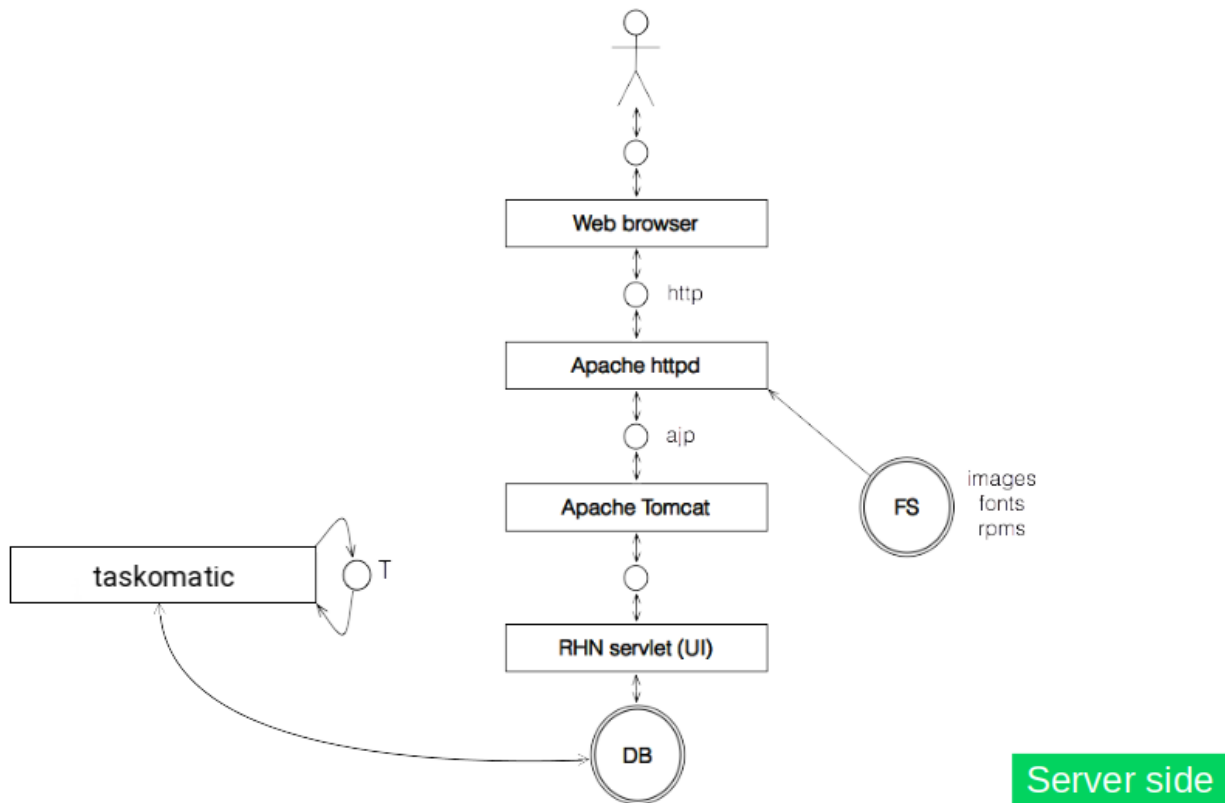 Web browser
http
Apache httpd
ajp
images
fonts
rpms
FS
Apache Tomcat
taskomatic
T
RHN servlet (UI)
DB
Server side